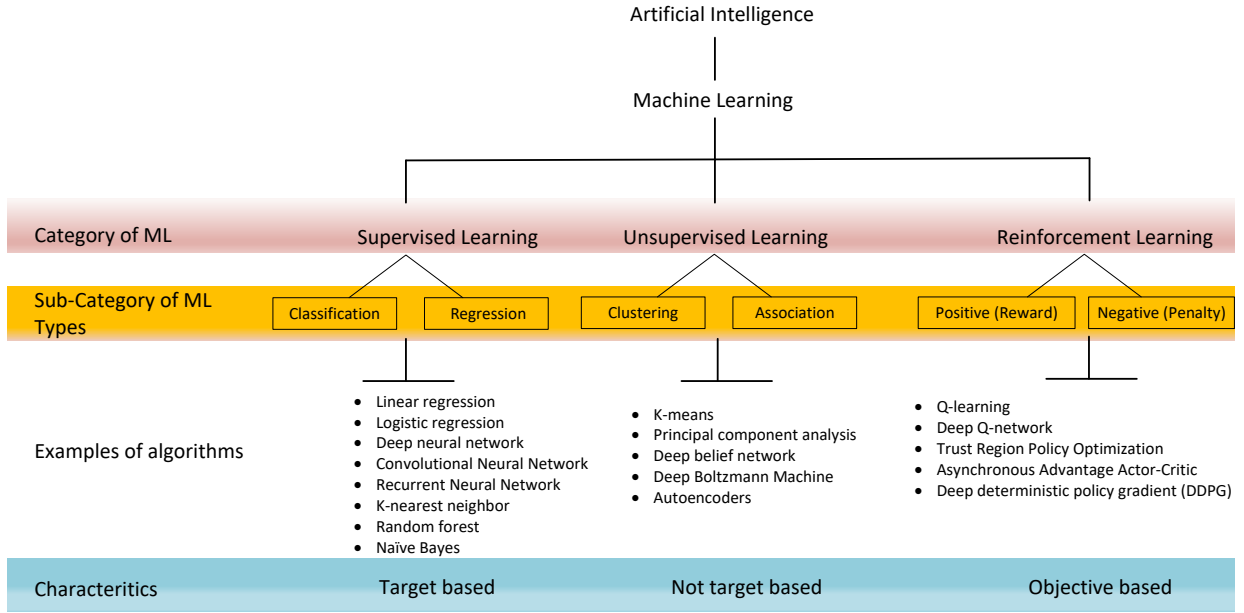 Artificial Intelligence
Machine Learning
Category of ML
Supervised Learning
Unsupervised Learning
Reinforcement Learning
Sub-Category of ML
Types
Classification
Regression
Clustering
Association
Positive (Reward)
Negative (Penalty)
Examples of algorithms
• Linear regression
• Logistic regression
• Deep neural network
• Convolutional Neural Network
• Recurrent Neural Network
• K-nearest neighbor
• Random forest
• Naïve Bayes
• K-means
• Principal component analysis
• Deep belief network
• Deep Boltzmann Machine
• Autoencoders
• Q-learning
• Deep Q-network
• Trust Region Policy Optimization
• Asynchronous Advantage Actor-Critic
• Deep deterministic policy gradient (DDPG)
Charateritics
Target based
Not target based
Objective based